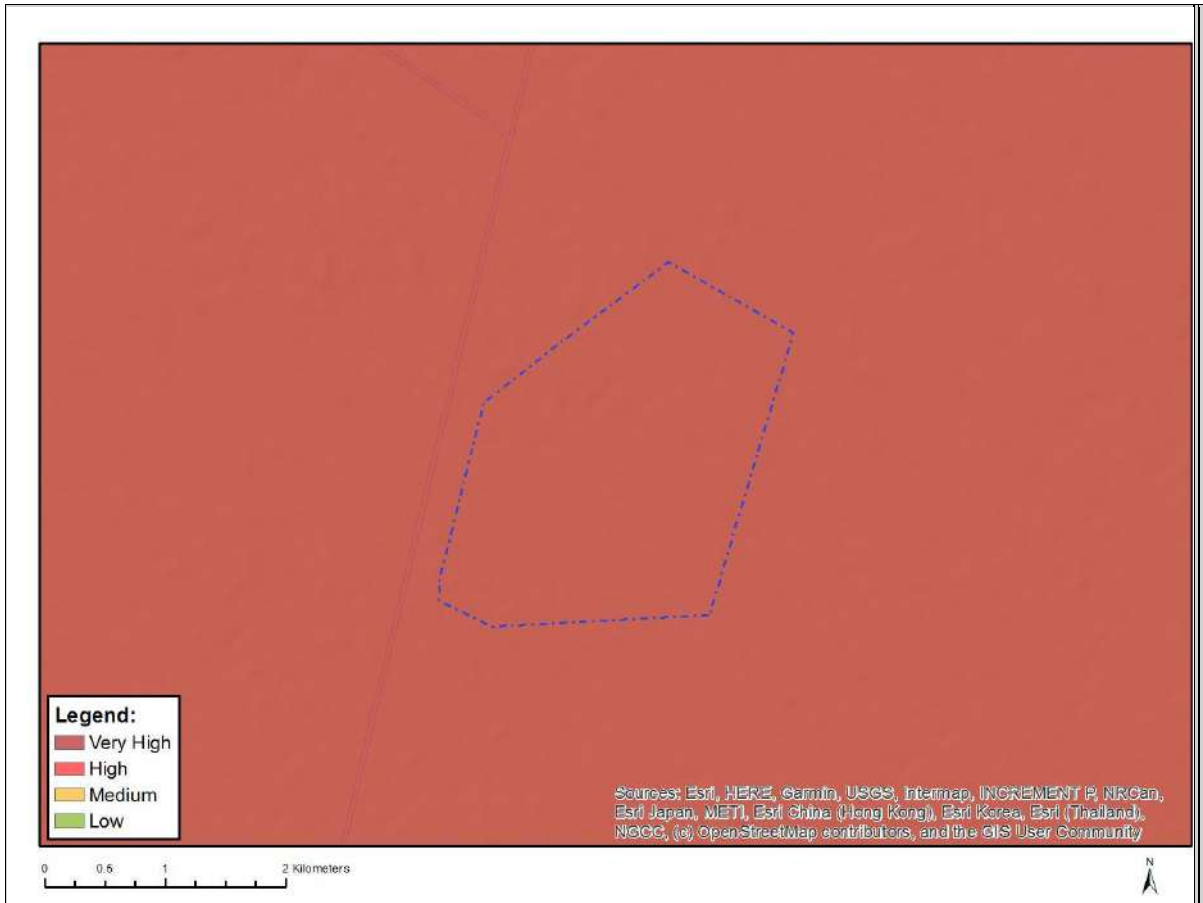 Legend:
Very High
High
Medium
Low
Sources: Esri, HERE, Garmin, USGS, Intermap, INCREMENT P, NRCan,
Esri Japan, METI, Esri China (Hong Kong), Esri Korea, Esri (Thailand),
NGCC, (c) OpenStreetMap contributors, and the GIS User Community
0 0.5 1 2 Kilometers
N